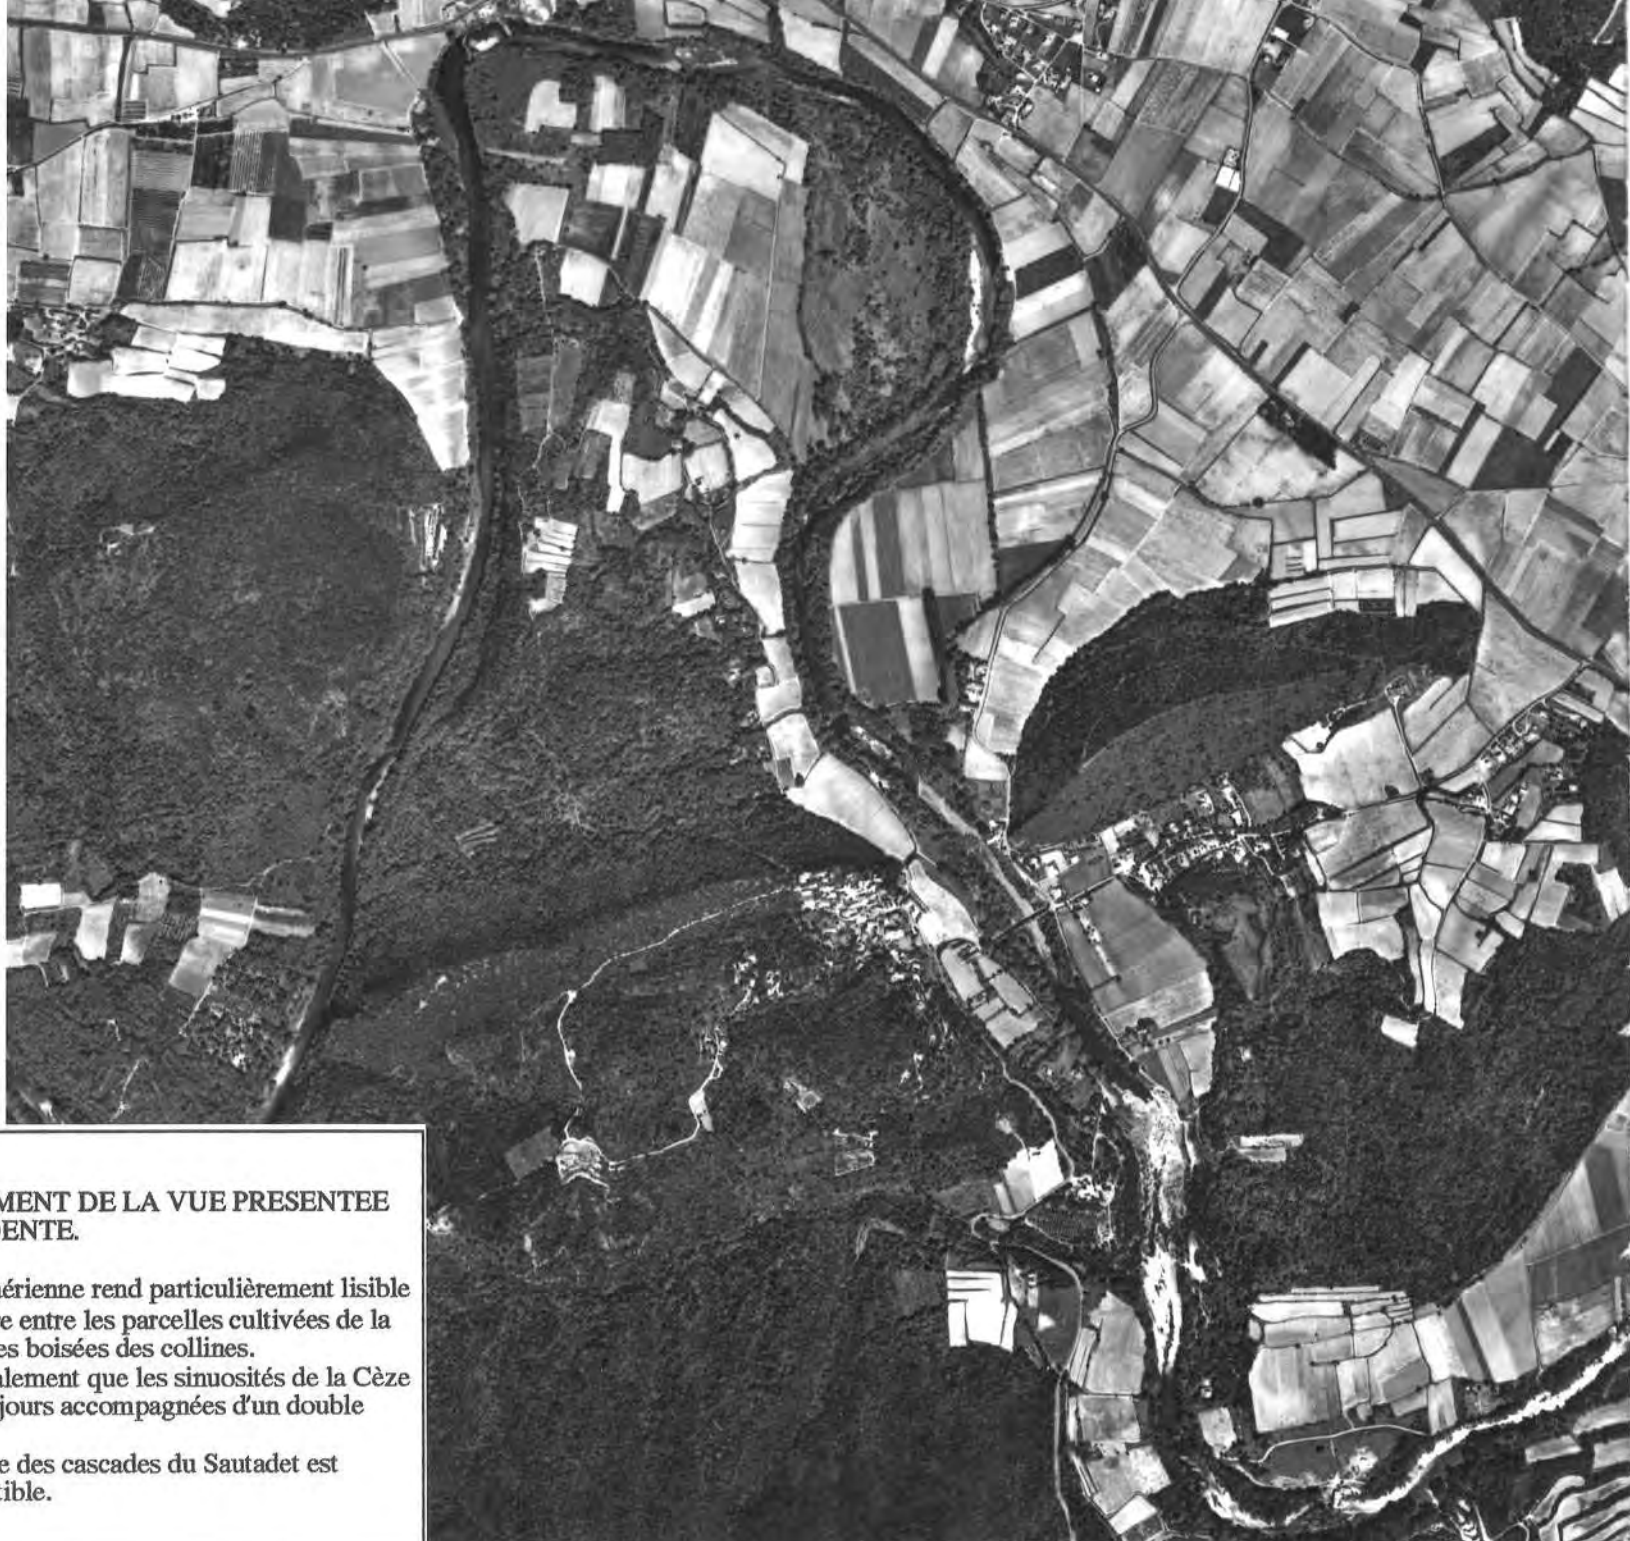 MENT DE LA VUE PRESENTEE
DENTE.
érienne rend particulièrement lisible
e entre les parcelles cultivées de la
es boisées des collines.
alement que les sinuosités de la Cèze
jours accompagnées d'un double
e des cascades du Sautadet est
tible.